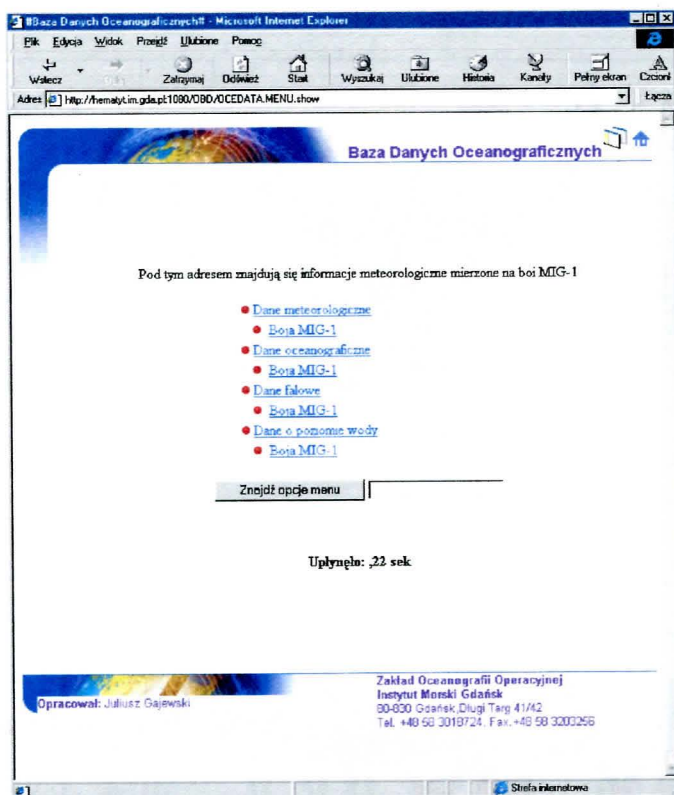 #Baza Danych Oceanograficznych# - Microsoft Internet Explorer
Plik Edycja Widok Przejdź Ulubione Pomoc
Wstecz Zatrzymaj Odśwież Start Wyszukaj Ulubione Historia Kanały Pełny ekran Czcionl
Adres http://hematyt.im.gda.pl:1080/OBD/OCEDATA.MENU.show Łącza
Baza Danych Oceanograficznych
Pod tym adresem znajdują się informacje meteorologiczne mierzone na boi MIG-1
Dane meteorologiczne
Boja MIG-1
Dane oceanograficzne
Boja MIG-1
Dane falowe
Boja MIG-1
Dane o poziomie wody
Boja MIG-1
Znajdź opcje menu
Upłynęło: ,22 sek
Zakład Oceanografii Operacyjnej
Instytut Morski Gdańsk
Opracował: Juliusz Gajewski
80-830 Gdańsk,Długi Targ 41/42
Tel. +48 58 3018724, Fax.+48 58 3203256
Strefa internetowa